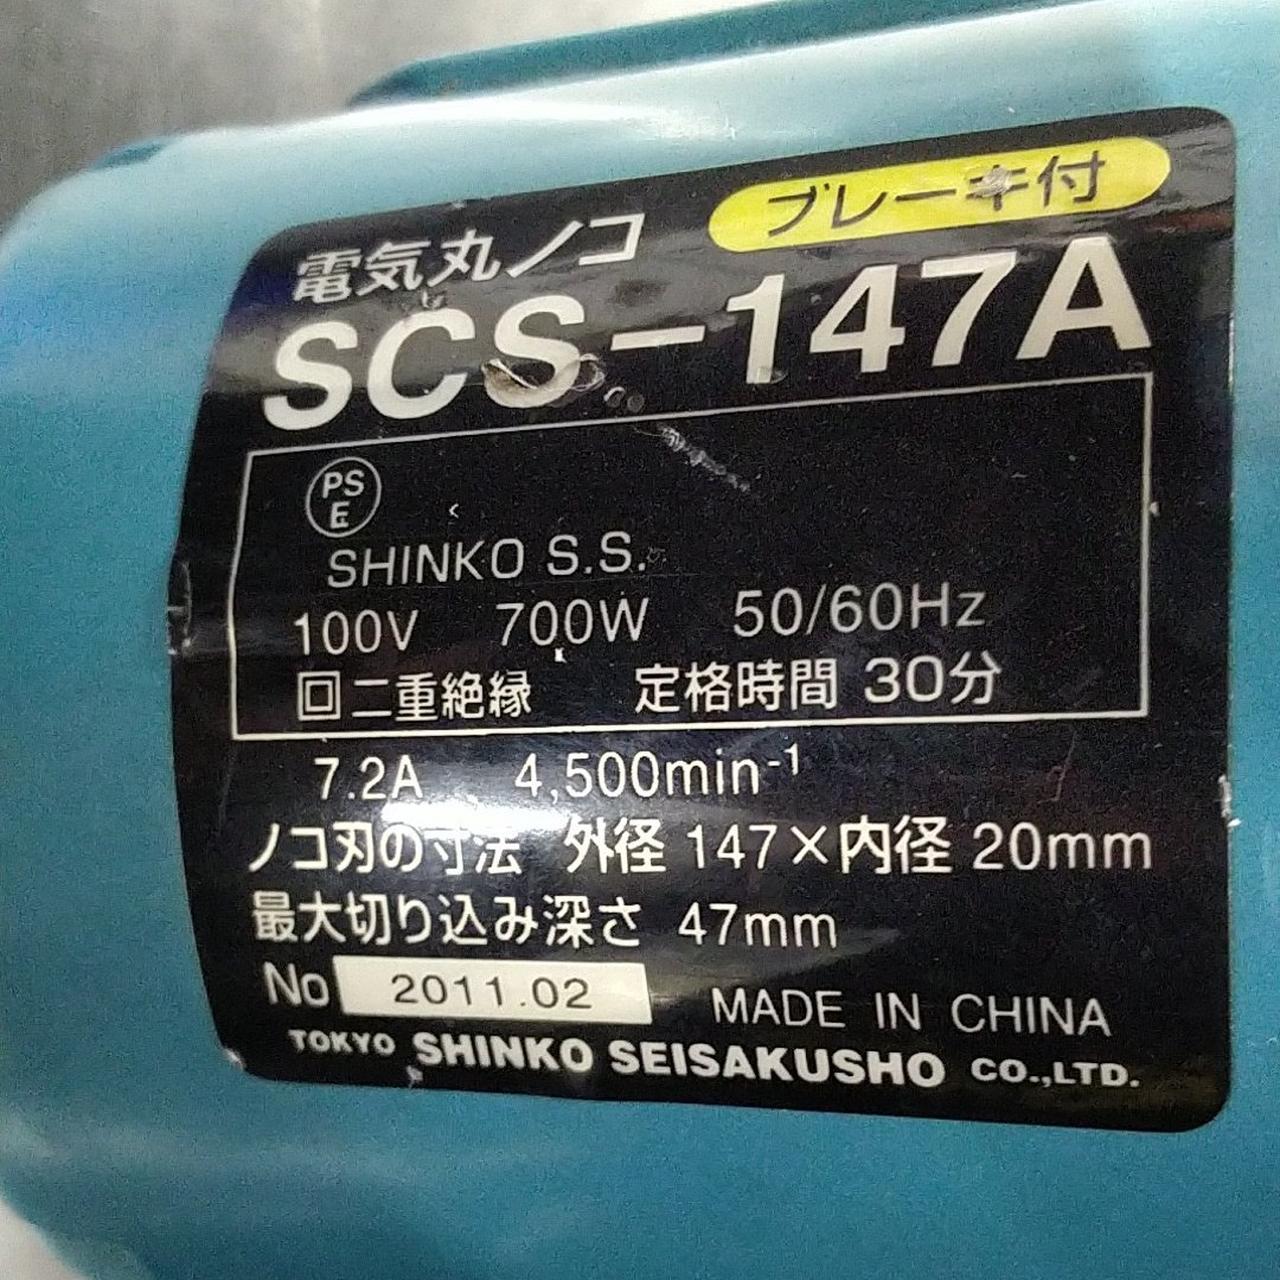 ブレーキ付
電気丸ノコ
SCS-147A
PS
E
SHINKO S.S.
100V 700W 50/60Hz
回 二重絶縁 定格時間 30分
7.2A 4,500min⁻¹
ノコ刃の寸法 外径 147×内径 20mm
最大切り込み深さ 47mm
No 2011.02 MADE IN CHINA
TOKYO SHINKO SEISAKUSHO CO.,LTD.